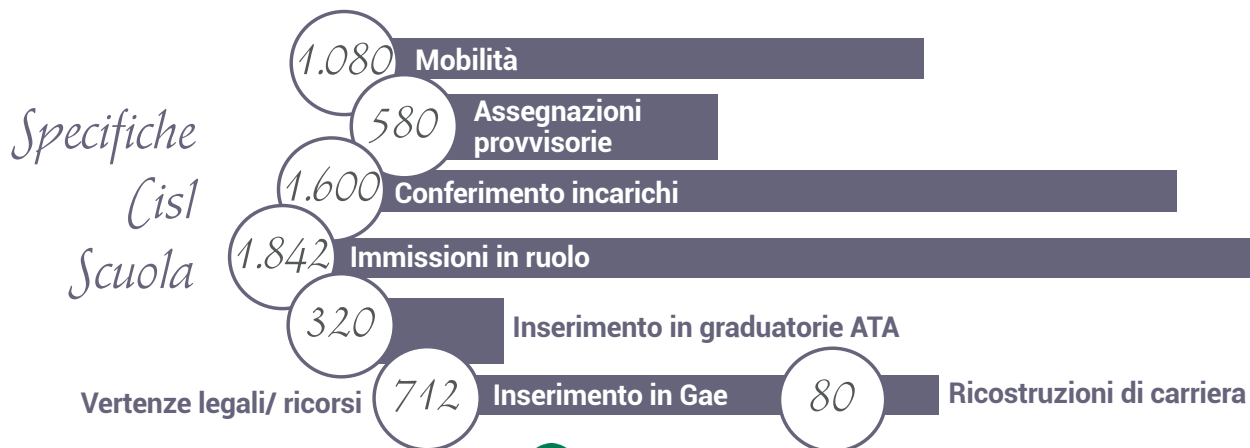 1.080 Mobilità
Specifiche
Cisl
Scuola
580 Assegnazioni
provvisorie
1.600 Conferimento incarichi
1.842 Immissioni in ruolo
320 Inserimento in graduatorie ATA
Vertenze legali/ ricorsi 712 Inserimento in Gae 80 Ricostruzioni di carriera